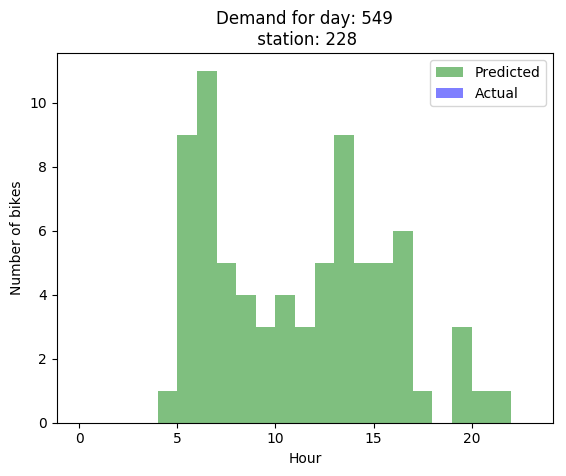 Demand for day: 549
station: 228
Predicted
Actual
Number of bikes
10
8
6
4
2
0
0 5 10 15 20
Hour